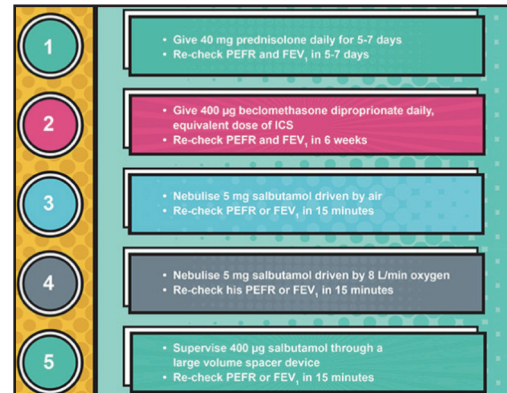 1
• Give 40 mg prednisolone daily for 5-7 days
• Re-check PEFR and FEV₁ in 5-7 days
2
• Give 400 µg beclomethasone diproprionate daily,
equivalent dose of ICS
• Re-check PEFR and FEV₁ in 6 weeks
3
• Nebulise 5 mg salbutamol driven by air
• Re-check PEFR or FEV₁ in 15 minutes
4
• Nebulise 5 mg salbutamol driven by 8 L/min oxygen
• Re-check his PEFR or FEV₁ in 15 minutes
5
• Supervise 400 µg salbutamol through a
large volume spacer device
• Re-check PEFR or FEV₁ in 15 minutes